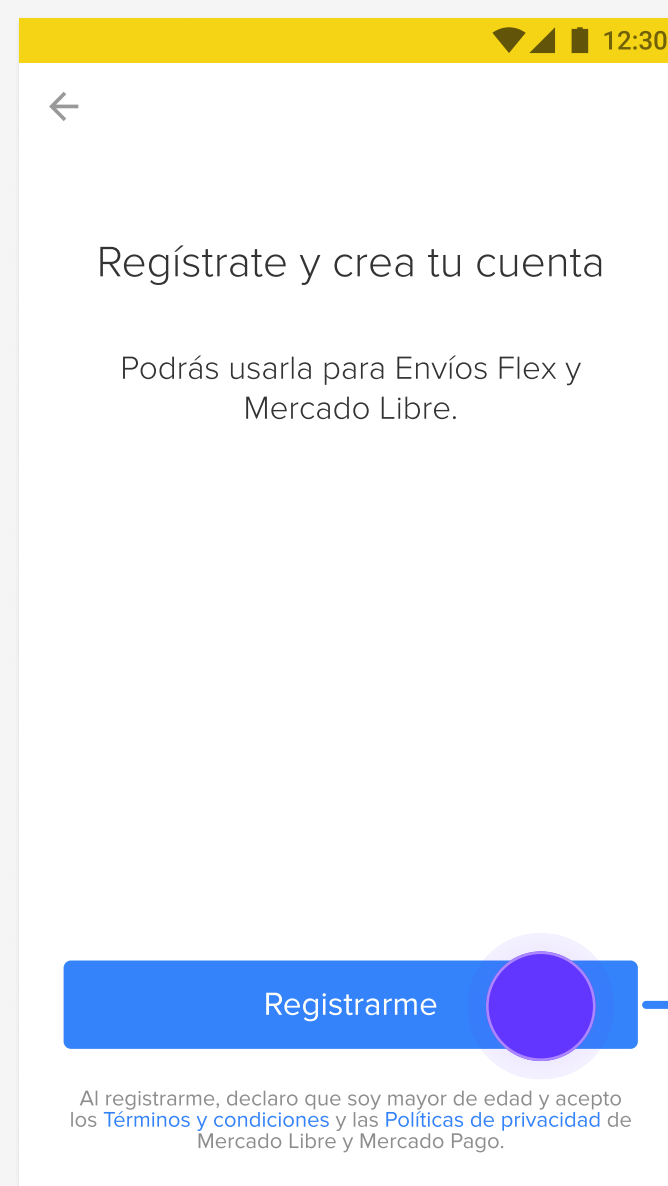 12:30
Regístrate y crea tu cuenta
Podrás usarla para Envíos Flex y
Mercado Libre.
Registrarme
Al registrarme, declaro que soy mayor de edad y acepto
los Términos y condiciones y las Políticas de privacidad de
Mercado Libre y Mercado Pago.